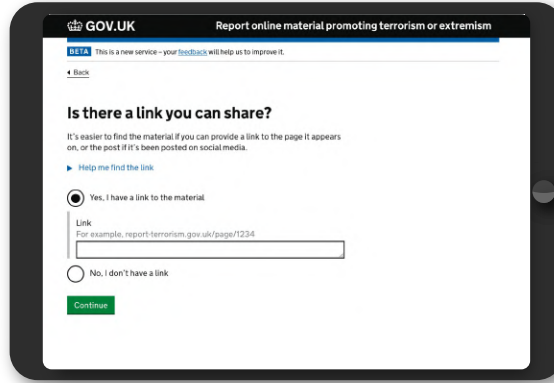 GOV.UK Report online material promoting terrorism or extremism
BETA This is a new service – your feedback will help us to improve it.
Back
Is there a link you can share?
It's easier to find the material if you can provide a link to the page it appears
on, or the post if it's been posted on social media.
Help me find the link
Yes, I have a link to the material
Link
For example, report-terrorism.gov.uk/page/1234
No, I don't have a link
Continue